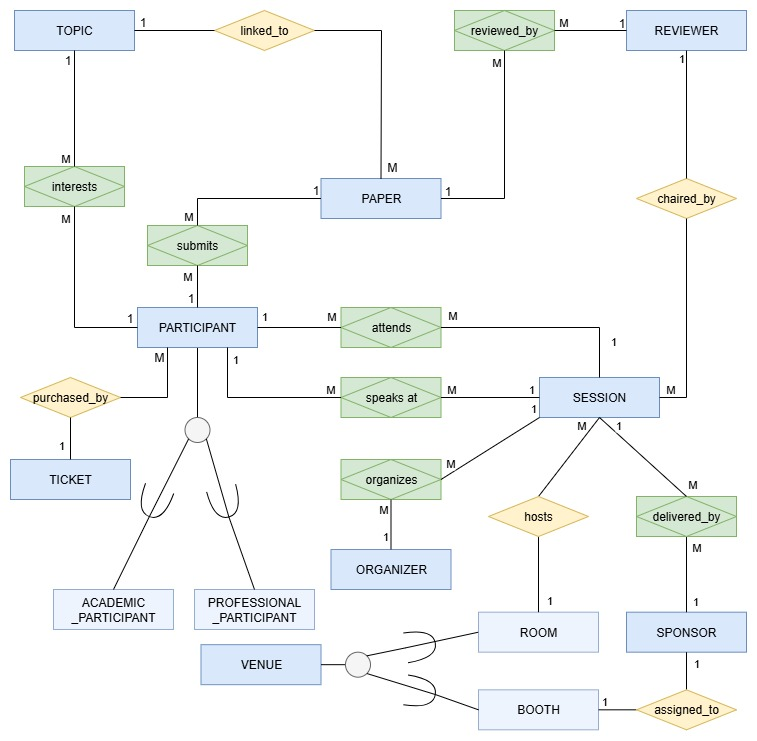 TOPIC
1
linked_to
reviewed_by
M
1
REVIEWER
1
M
1
M
M
interests
M
PAPER
1
1
chaired_by
M
submits
M
1
1
PARTICIPANT
1
M
attends
M
1
M
1
purchased_by
M
speaks at
M
1
SESSION
M
1
M
1
1
TICKET
organizes
M
M
M
1
hosts
delivered_by
M
ORGANIZER
ACADEMIC
_PARTICIPANT
PROFESSIONAL
_PARTICIPANT
1
1
ROOM
SPONSOR
VENUE
1
BOOTH
1
assigned_to